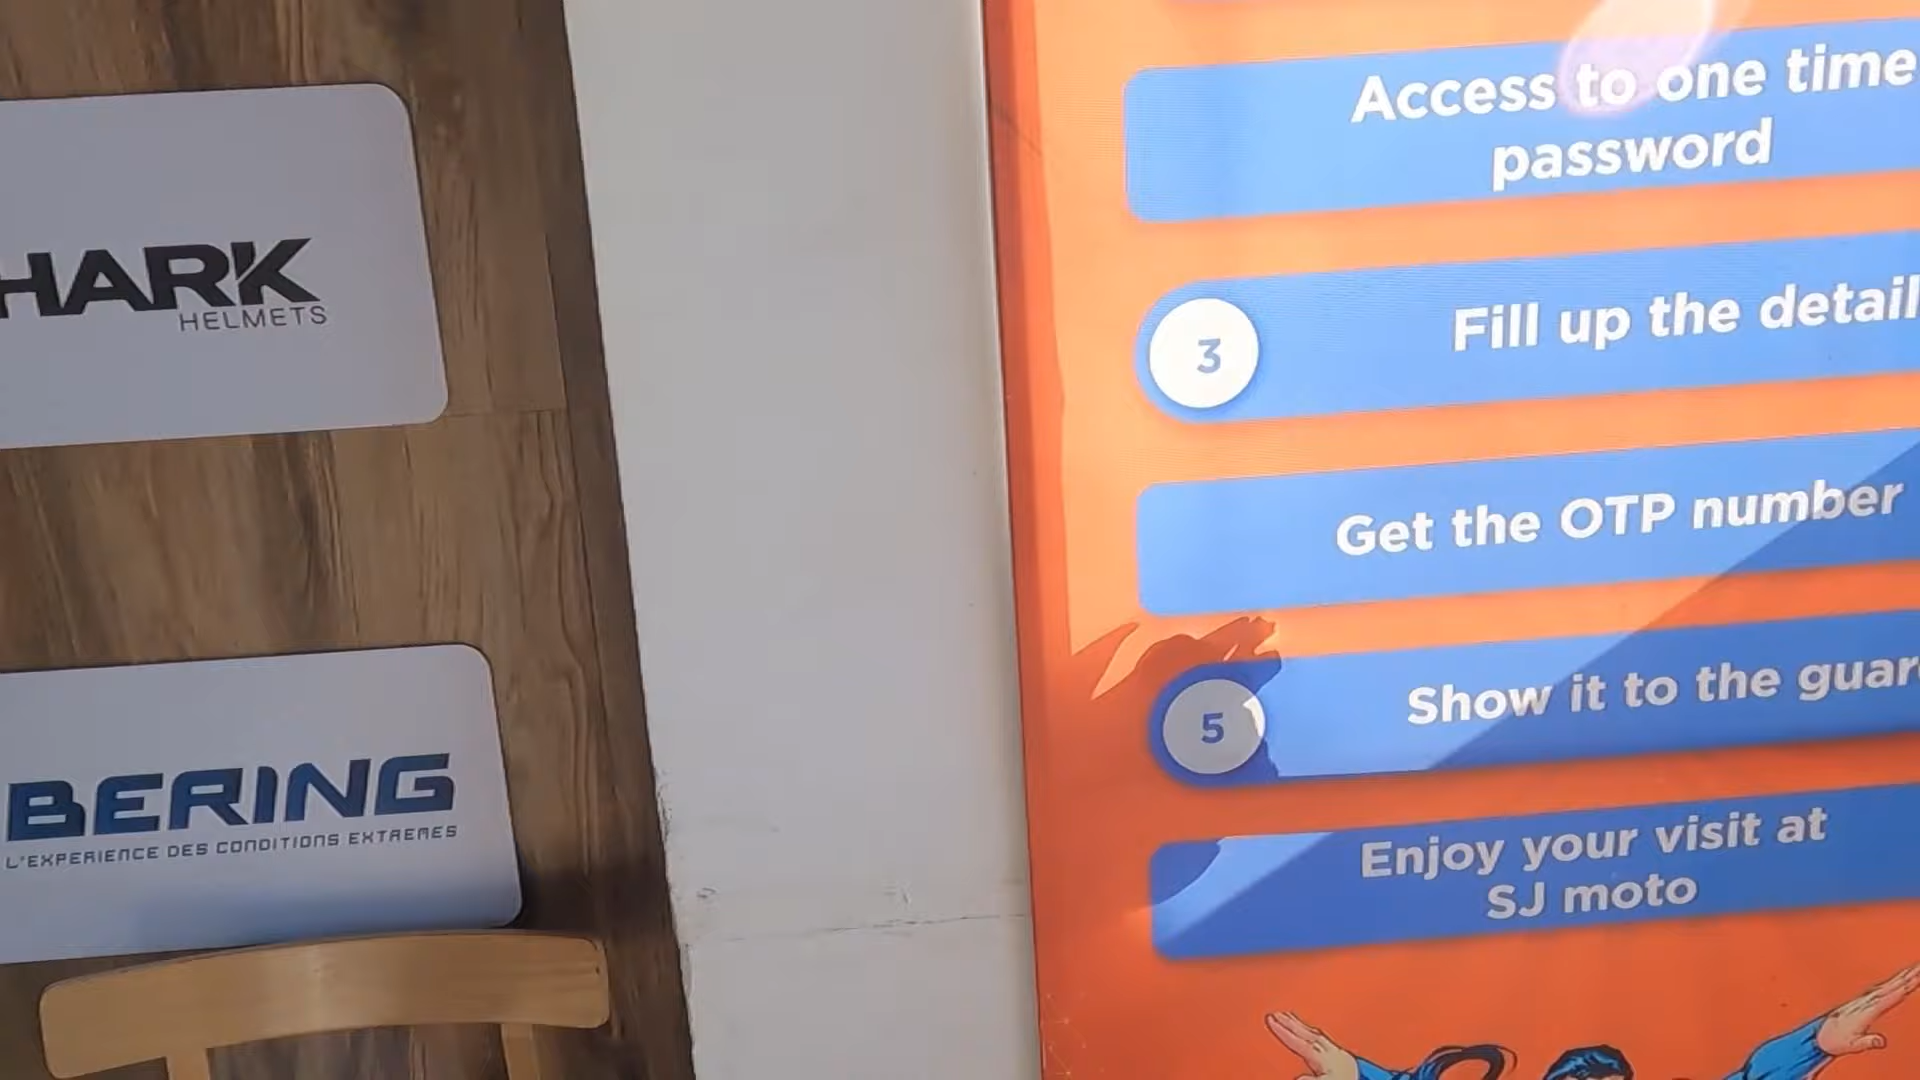 HARK
HELMETS
BERING
L'EXPERIENCE DES CONDITIONS EXTREMES
Access to one time
password
3
Fill up the detail
Get the OTP number
5
Show it to the guar
Enjoy your visit at
SJ moto